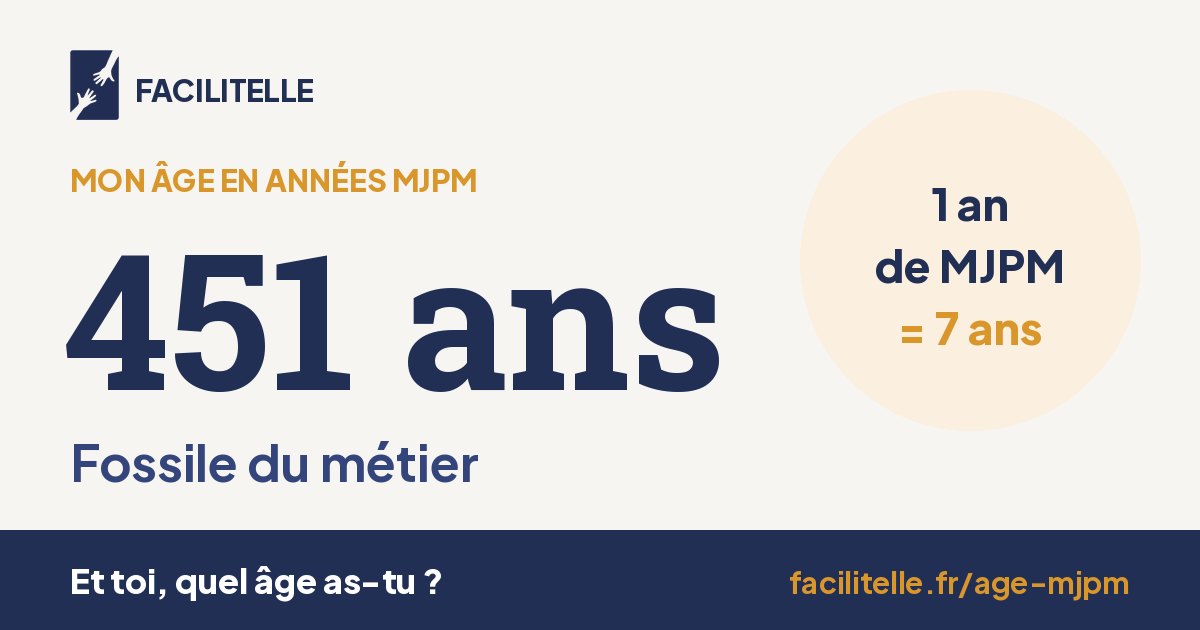 FACILITELLE
MON ÂGE EN ANNÉES MJPM
451 ans
Fossile du métier
1 an
de MJPM
= 7 ans
Et toi, quel âge as-tu ?
facilitelle.fr/age-mjpm